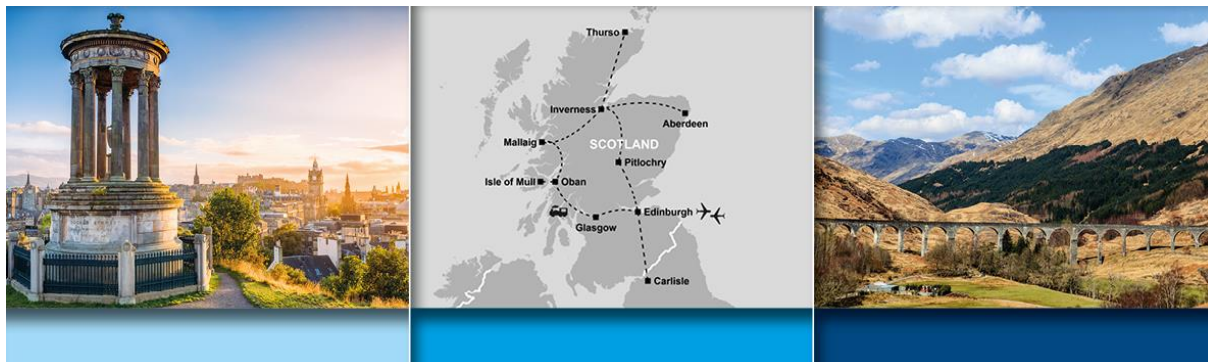 Thurso
Inverness
Aberdeen
Mallaig
SCOTLAND
Pitlochry
Isle of Mull
Oban
Edinburgh
Glasgow
Carlisle